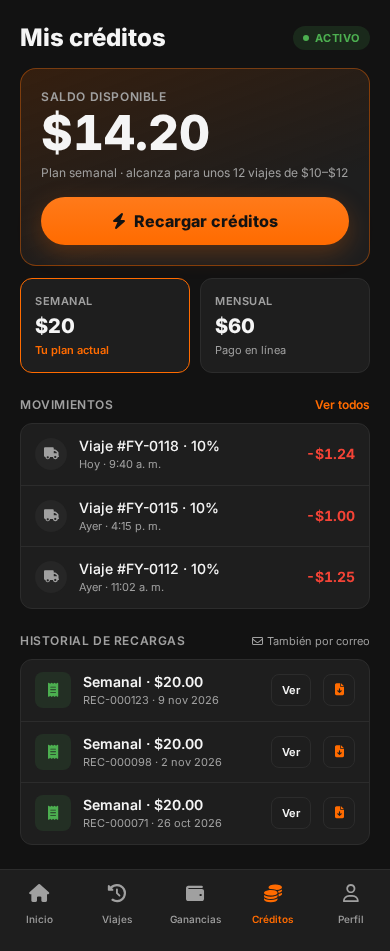 Mis créditos
ACTIVO
SALDO DISPONIBLE
$14.20
Plan semanal · alcanza para unos 12 viajes de $10–$12
Recargar créditos
SEMANAL
$20
Tu plan actual
MENSUAL
$60
Pago en línea
MOVIMIENTOS
Ver todos
Viaje #FY-0118 · 10%
Hoy · 9:40 a. m.
-$1.24
Viaje #FY-0115 · 10%
Ayer · 4:15 p. m.
-$1.00
Viaje #FY-0112 · 10%
Ayer · 11:02 a. m.
-$1.25
HISTORIAL DE RECARGAS
También por correo
Semanal · $20.00
REC-000123 · 9 nov 2026
Ver
Semanal · $20.00
REC-000098 · 2 nov 2026
Ver
Semanal · $20.00
REC-000071 · 26 oct 2026
Ver
Inicio
Viajes
Ganancias
Créditos
Perfil